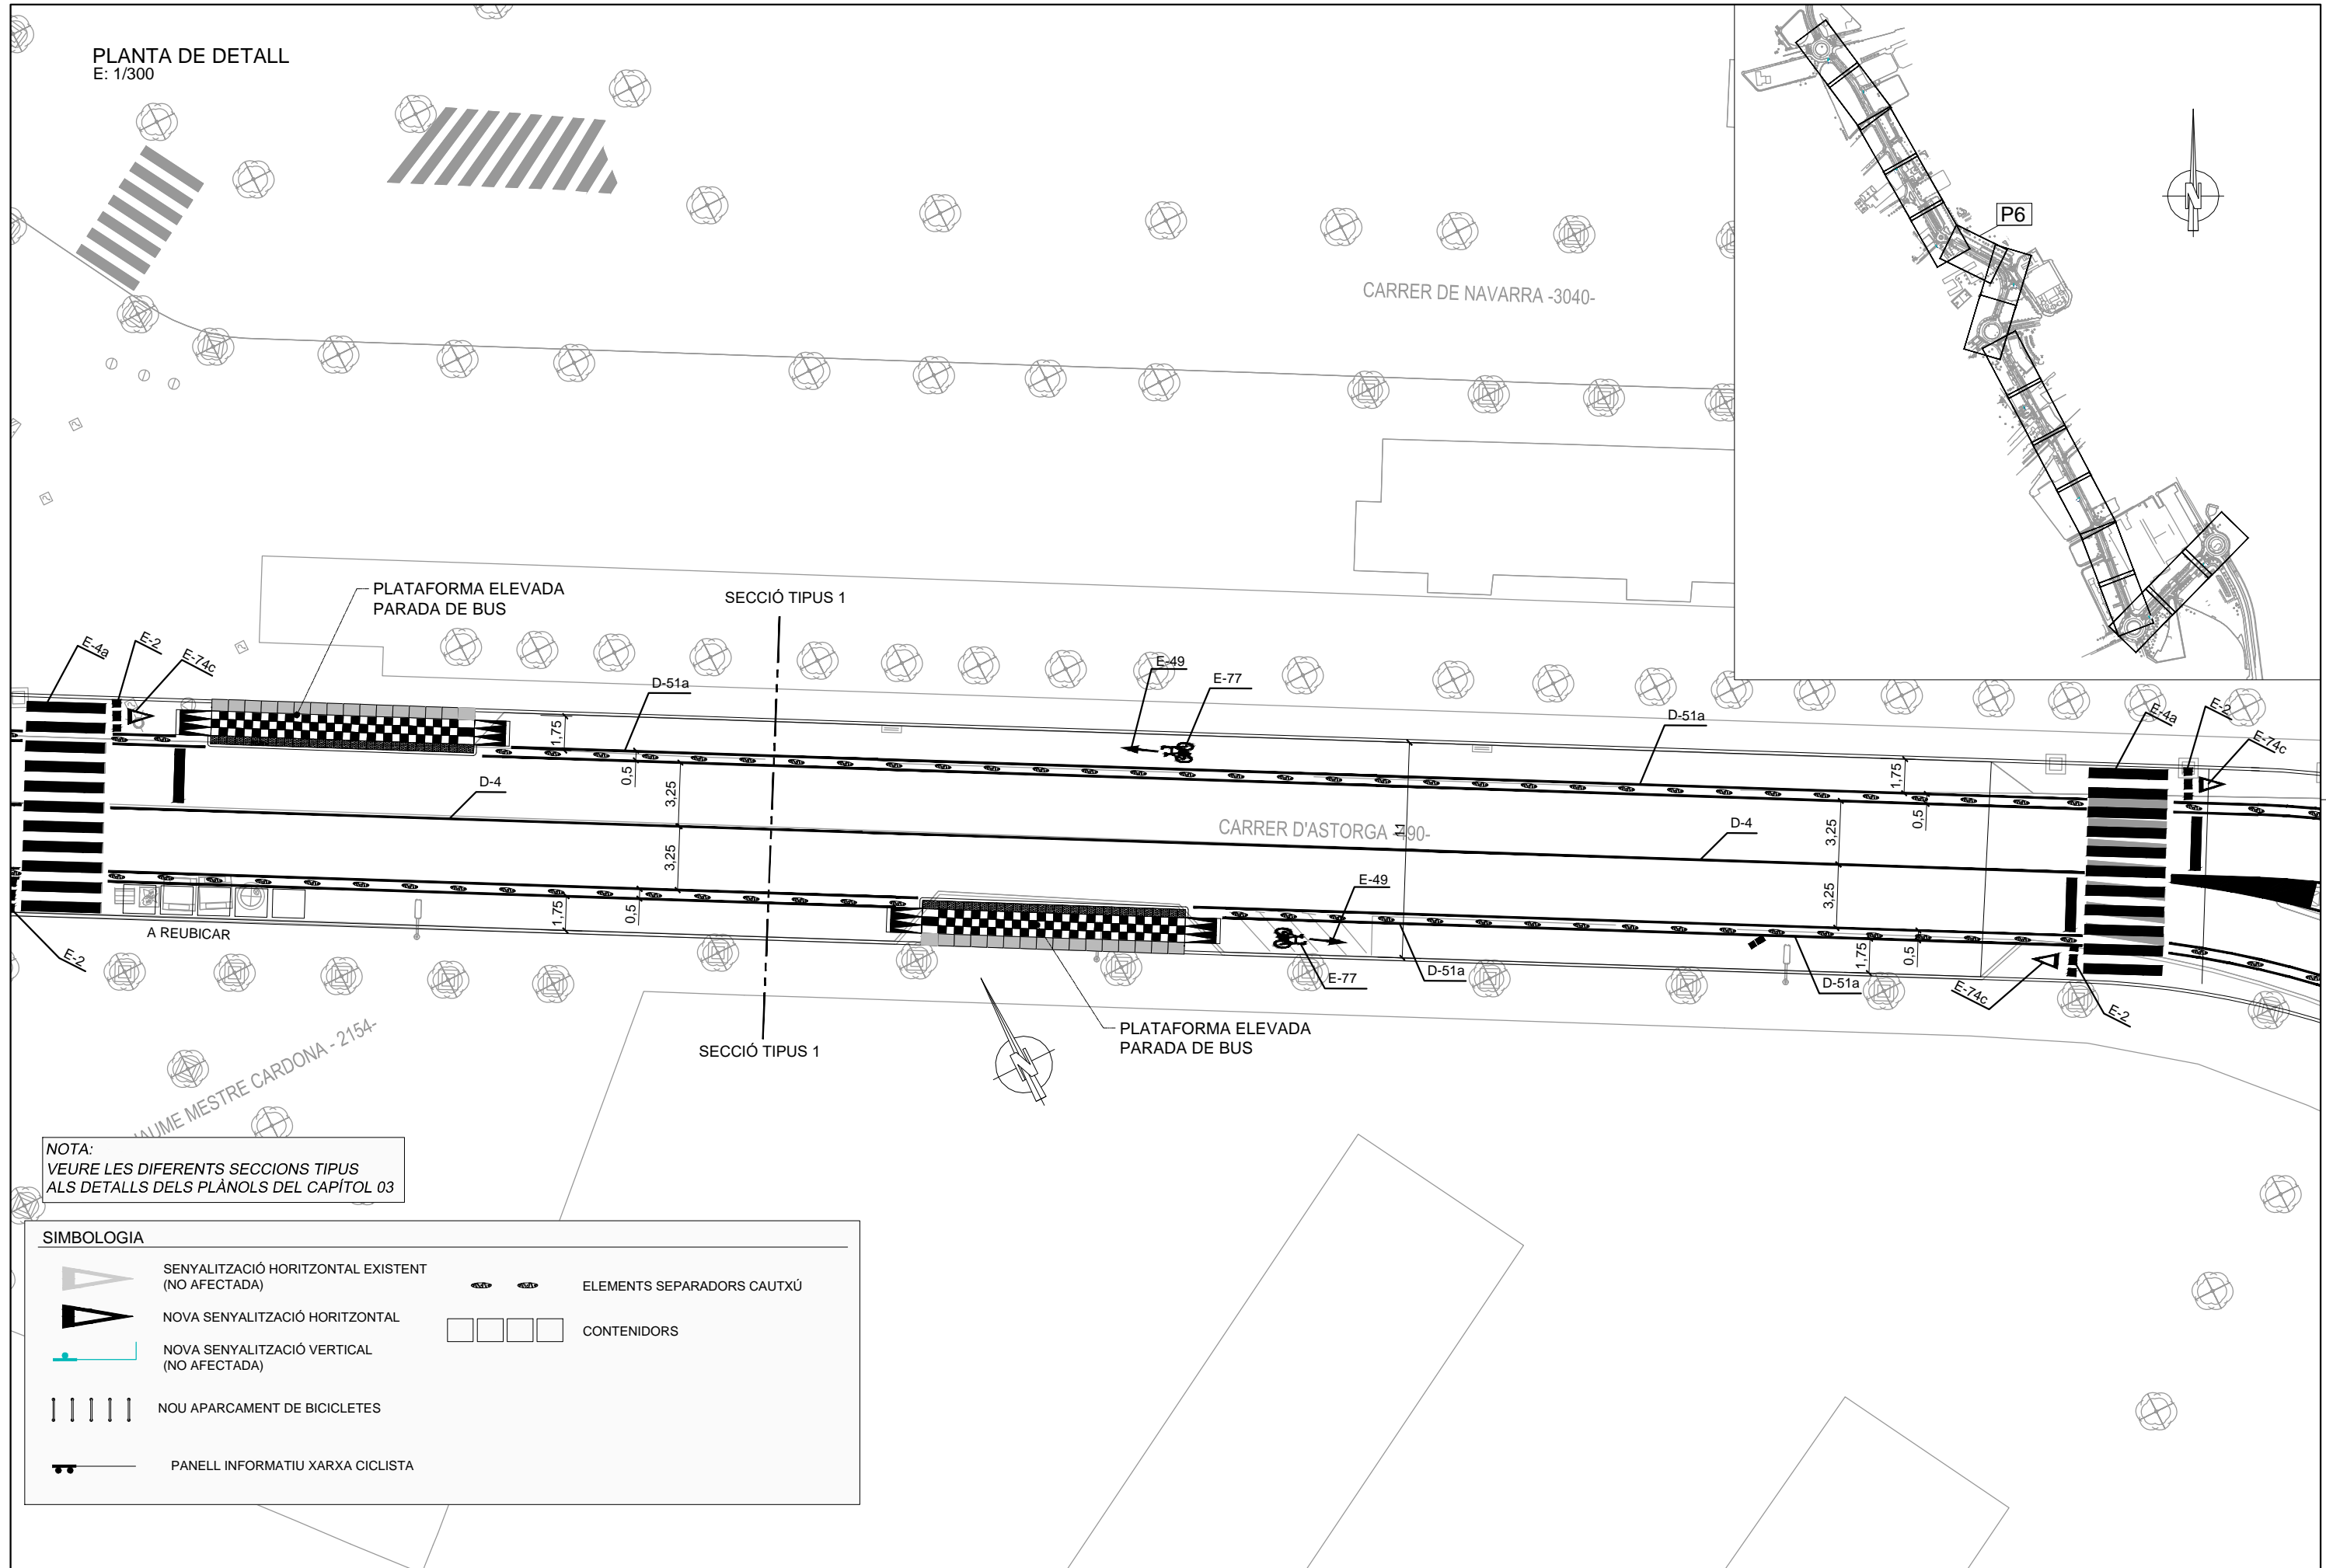 PLANTA DE DETALL
E: 1/300
P6
N
CARRER DE NAVARRA -3040-
PLATAFORMA ELEVADA
PARADA DE BUS
SECCIÓ TIPUS 1
E-4a
E-2
E-74c
D-51a
E-49
E-77
D-51a
E-4a
E-2
E-74c
1,75
0,5
3,25
D-4
3,25
1,75
0,5
11
CARRER D'ASTORGA -490-
D-4
1,75
0,5
3,25
3,25
1,75
0,5
E-49
E-77
D-51a
D-51a
E-74c
E-2
A REUBICAR
E-2
PLATAFORMA ELEVADA
PARADA DE BUS
SECCIÓ TIPUS 1
N
JAUME MESTRE CARDONA - 2154-
NOTA:
VEURE LES DIFERENTS SECCIONS TIPUS
ALS DETALLS DELS PLÀNOLS DEL CAPÍTOL 03
SIMBOLOGIA
SENYALITZACIÓ HORITZONTAL EXISTENT
(NO AFECTADA)
NOVA SENYALITZACIÓ HORITZONTAL
NOVA SENYALITZACIÓ VERTICAL
(NO AFECTADA)
NOU APARCAMENT DE BICICLETES
PANELL INFORMATIU XARXA CICLISTA
ELEMENTS SEPARADORS CAUTXÚ
CONTENIDORS